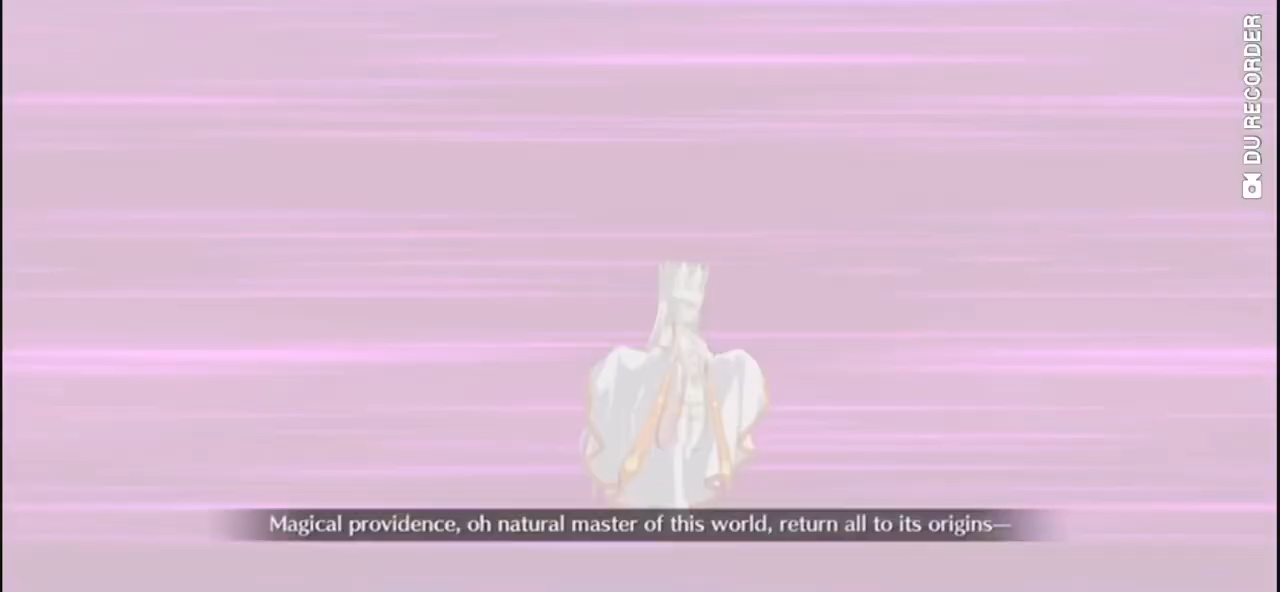 DU RECORDER
Magical providence, oh natural master of this world, return all to its origins—